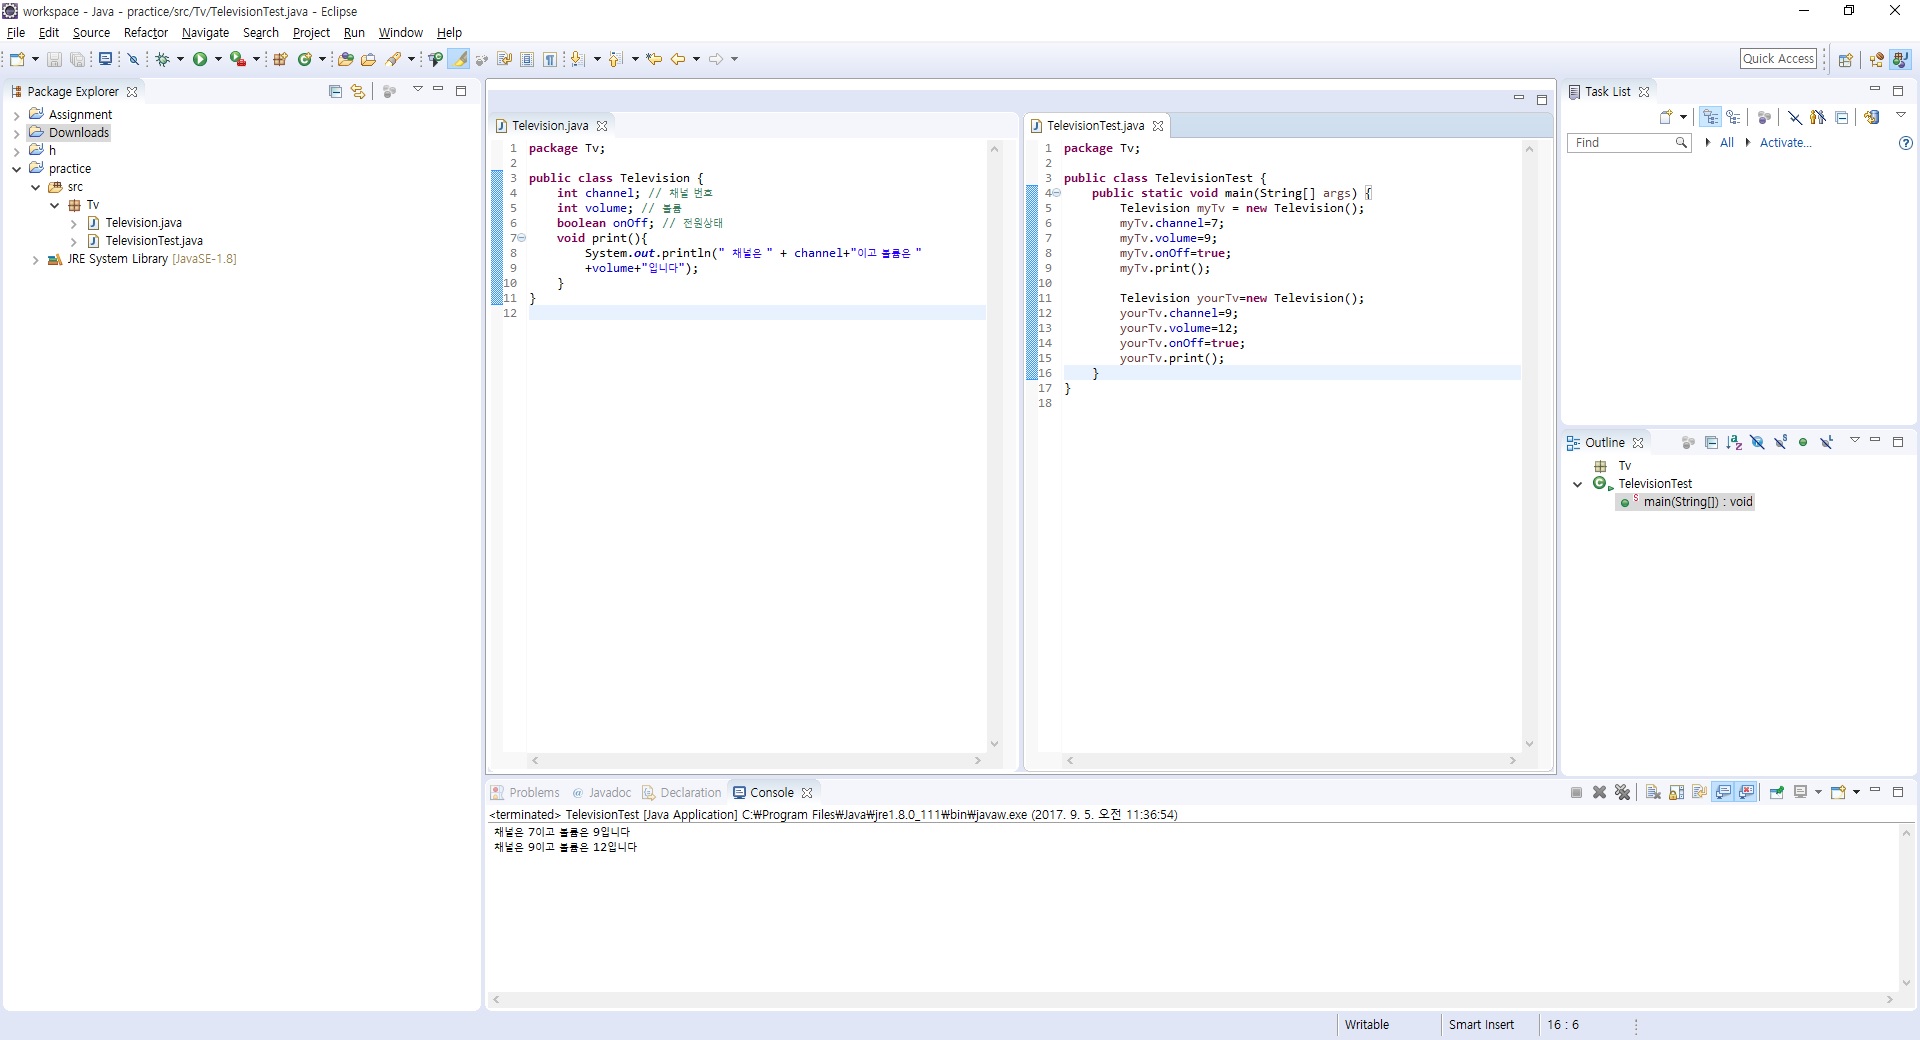 workspace - Java - practice/src/Tv/TelevisionTest.java - Eclipse
File Edit Source Refactor Navigate Search Project Run Window Help
Quick Access
Package Explorer
Assignment
Downloads
h
practice
src
Tv
Television.java
TelevisionTest.java
JRE System Library [JavaSE-1.8]
Television.java
1 package Tv;
2
3 public class Television {
4 int channel; // 채널 번호
5 int volume; // 볼륨
6 boolean onOff; // 전원상태
7 void print(){
8 System.out.println(" 채널은 " + channel+"이고 볼륨은 "
9 +volume+"입니다");
10 }
11 }
12
TelevisionTest.java
1 package Tv;
2
3 public class TelevisionTest {
4 public static void main(String[] args) {
5 Television myTv = new Television();
6 myTv.channel=7;
7 myTv.volume=9;
8 myTv.onOff=true;
9 myTv.print();
10
11 Television yourTv=new Television();
12 yourTv.channel=9;
13 yourTv.volume=12;
14 yourTv.onOff=true;
15 yourTv.print();
16 }
17 }
18
Task List
Find All Activate...
Outline
Tv
TelevisionTest
main(String[]) : void
Problems @ Javadoc Declaration Console
<terminated> TelevisionTest [Java Application] C:₩Program Files₩Java₩jre1.8.0_111₩bin₩javaw.exe (2017. 9. 5. 오전 11:36:54)
채널은 7이고 볼륨은 9입니다
채널은 9이고 볼륨은 12입니다
Writable Smart Insert 16 : 6